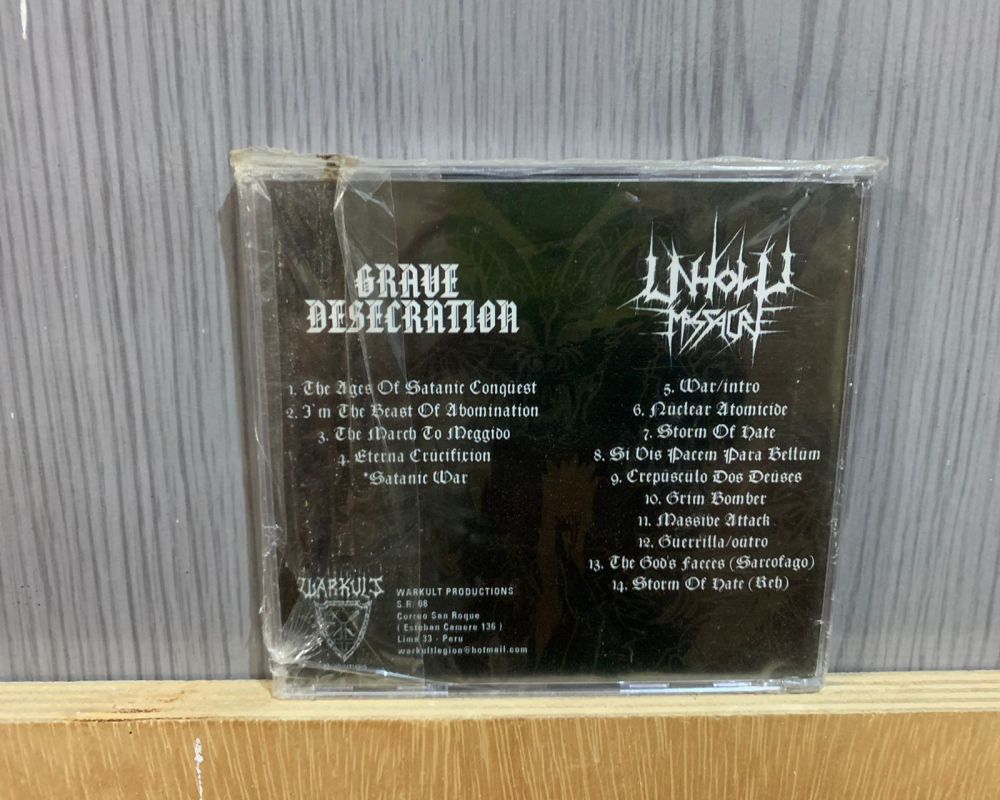 GRAVE
DESECRATION
1. The Ages Of Satanic Conquest
2. I'm The Beast Of Abomination
3. The March To Meggido
4. Eterna Crucifixion
*Satanic War
UNHOLY
MASSACRE
5. War/intro
6. Nuclear Atomicide
7. Storm Of Hate
8. Si Vis Pacem Para Bellum
9. Crepusculo Dos Deuses
10. Grim Bomber
11. Massive Attack
12. Guerrilla/outro
13. The God's Faeces (Sarcofago)
14. Storm Of Hate (Reh)
WARKULT
WARKULT PRODUCTIONS
S.R. 08
Correo San Roque
( Esteban Camere 136 )
Lima 33 - Peru
warkultlegion@hotmail.com